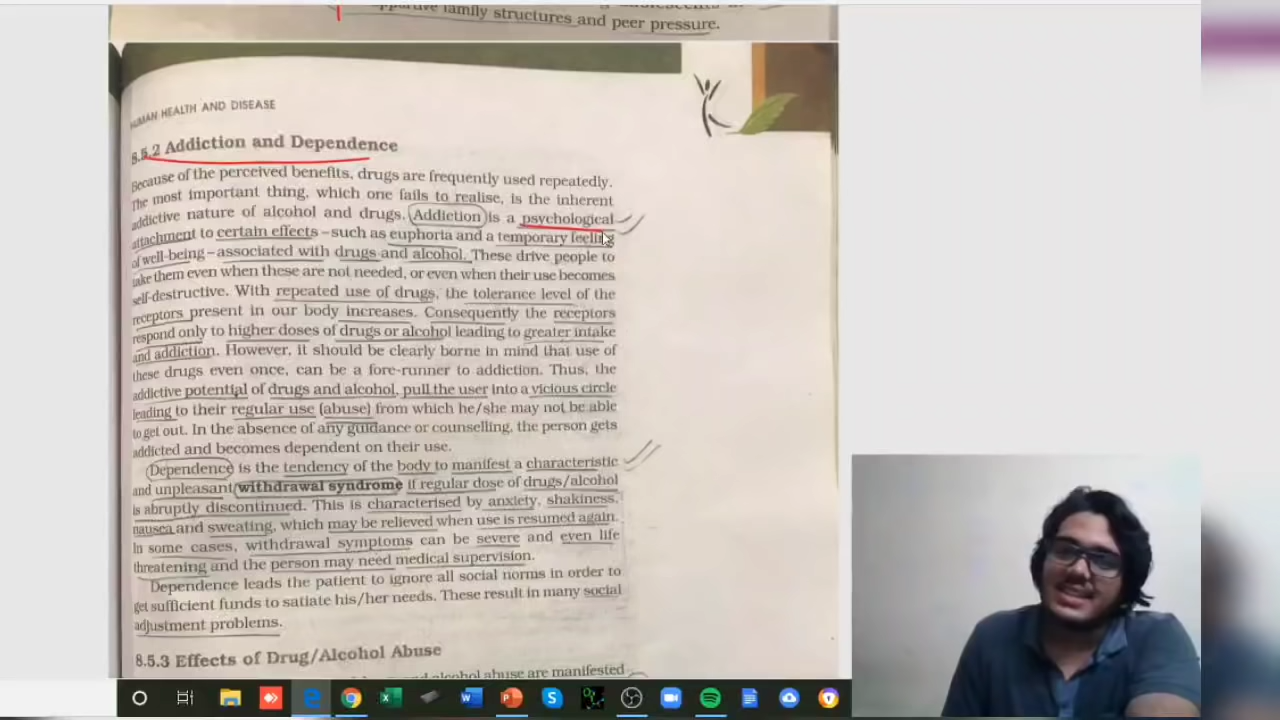 supportive family structures and peer pressure.
HUMAN HEALTH AND DISEASE
8.5.2 Addiction and Dependence
Because of the perceived benefits, drugs are frequently used repeatedly.
The most important thing, which one fails to realise, is the inherent
addictive nature of alcohol and drugs. Addiction is a psychological
attachment to certain effects – such as euphoria and a temporary feeling
of well-being – associated with drugs and alcohol. These drive people to
take them even when these are not needed, or even when their use becomes
self-destructive. With repeated use of drugs, the tolerance level of the
receptors present in our body increases. Consequently the receptors
respond only to higher doses of drugs or alcohol leading to greater intake
and addiction. However, it should be clearly borne in mind that use of
these drugs even once, can be a fore-runner to addiction. Thus, the
addictive potential of drugs and alcohol, pull the user into a vicious circle
leading to their regular use (abuse) from which he/she may not be able
to get out. In the absence of any guidance or counselling, the person gets
addicted and becomes dependent on their use.
Dependence is the tendency of the body to manifest a characteristic
and unpleasant withdrawal syndrome if regular dose of drugs/alcohol
is abruptly discontinued. This is characterised by anxiety, shakiness,
nausea and sweating, which may be relieved when use is resumed again.
In some cases, withdrawal symptoms can be severe and even life
threatening and the person may need medical supervision.
Dependence leads the patient to ignore all social norms in order to
get sufficient funds to satiate his/her needs. These result in many social
adjustment problems.
8.5.3 Effects of Drug/Alcohol Abuse
alcohol abuse are manifested